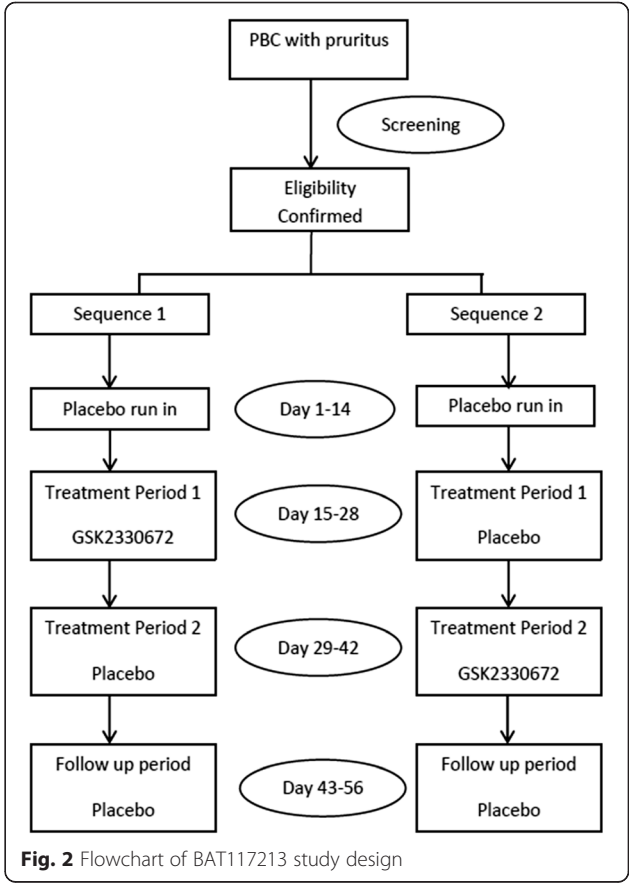 PBC with pruritus
Screening
Eligibility
Confirmed
Sequence 1
Sequence 2
Placebo run in
Day 1-14
Placebo run in
Treatment Period 1
GSK2330672
Day 15-28
Treatment Period 1
Placebo
Treatment Period 2
Placebo
Day 29-42
Treatment Period 2
GSK2330672
Follow up period
Placebo
Day 43-56
Follow up period
Placebo
Fig. 2 Flowchart of BAT117213 study design